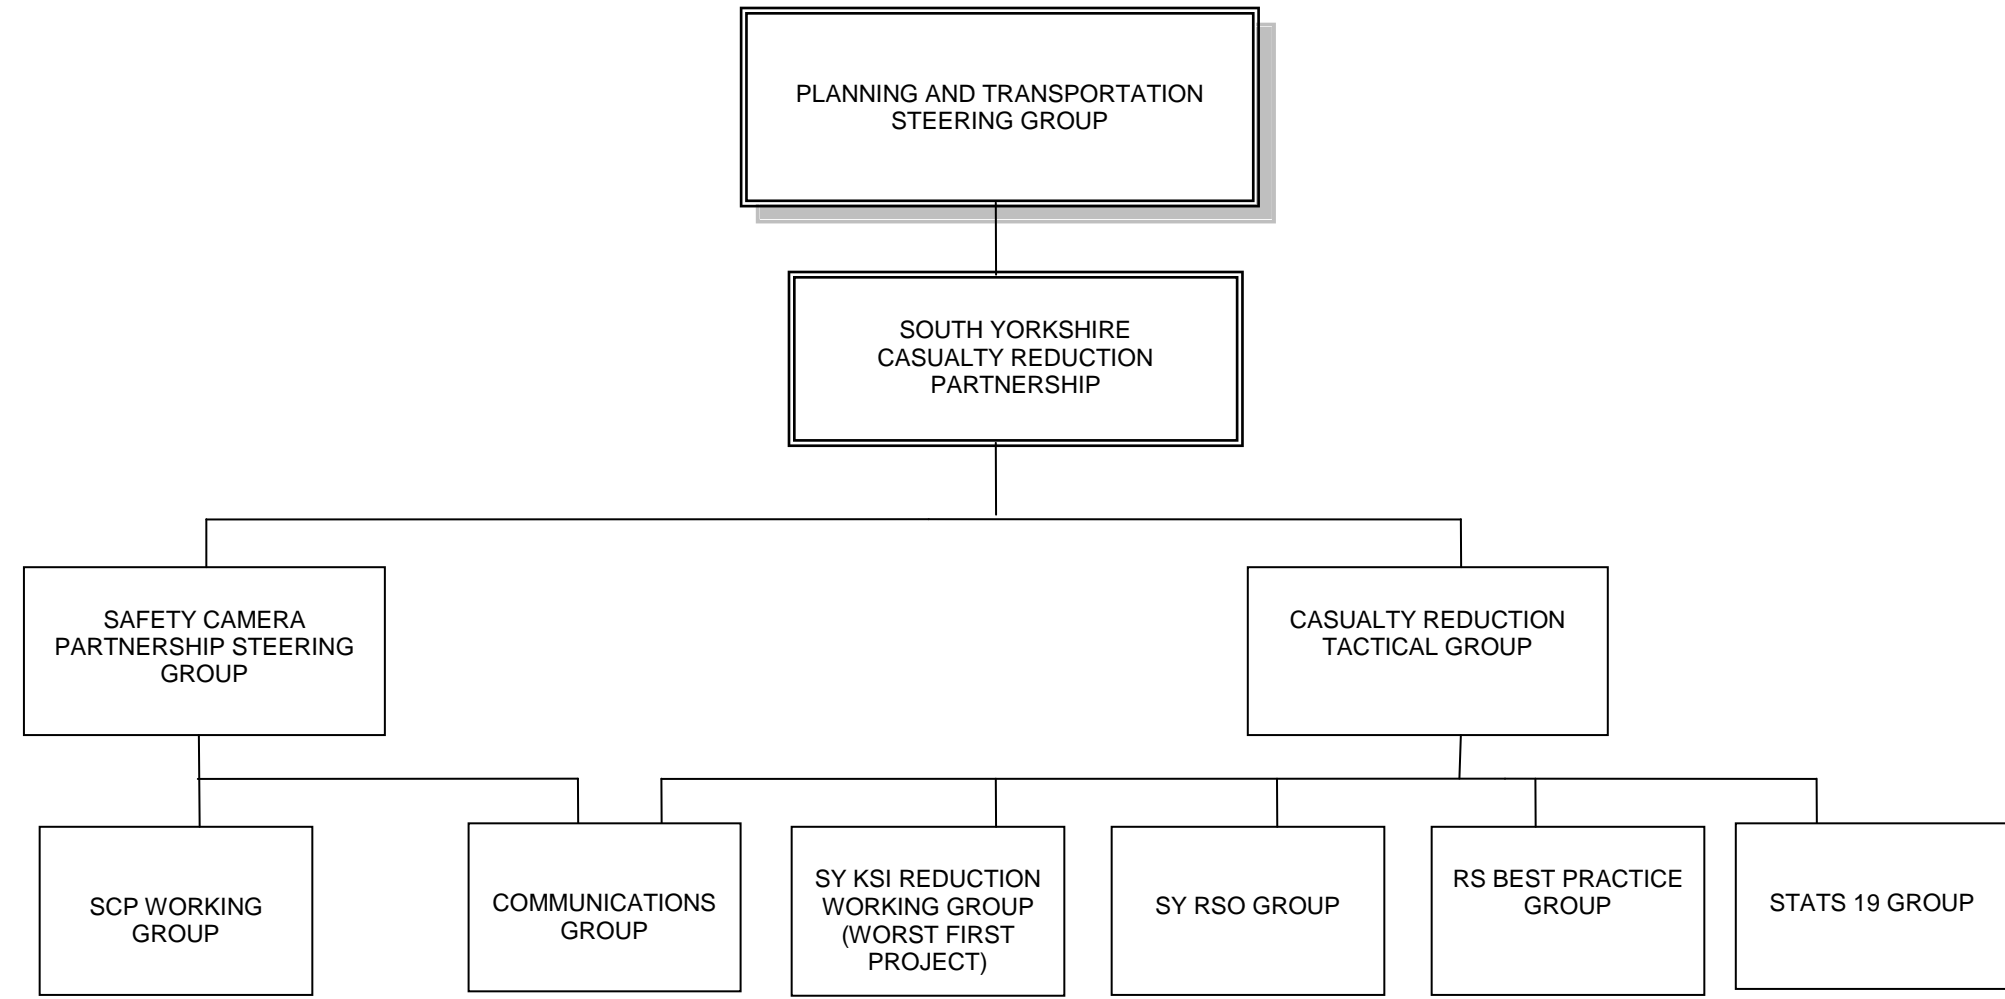 PLANNING AND TRANSPORTATION
STEERING GROUP
SOUTH YORKSHIRE
CASUALTY REDUCTION
PARTNERSHIP
SAFETY CAMERA
PARTNERSHIP STEERING
GROUP
CASUALTY REDUCTION
TACTICAL GROUP
SCP WORKING
GROUP
COMMUNICATIONS
GROUP
SY KSI REDUCTION
WORKING GROUP
(WORST FIRST
PROJECT)
SY RSO GROUP
RS BEST PRACTICE
GROUP
STATS 19 GROUP